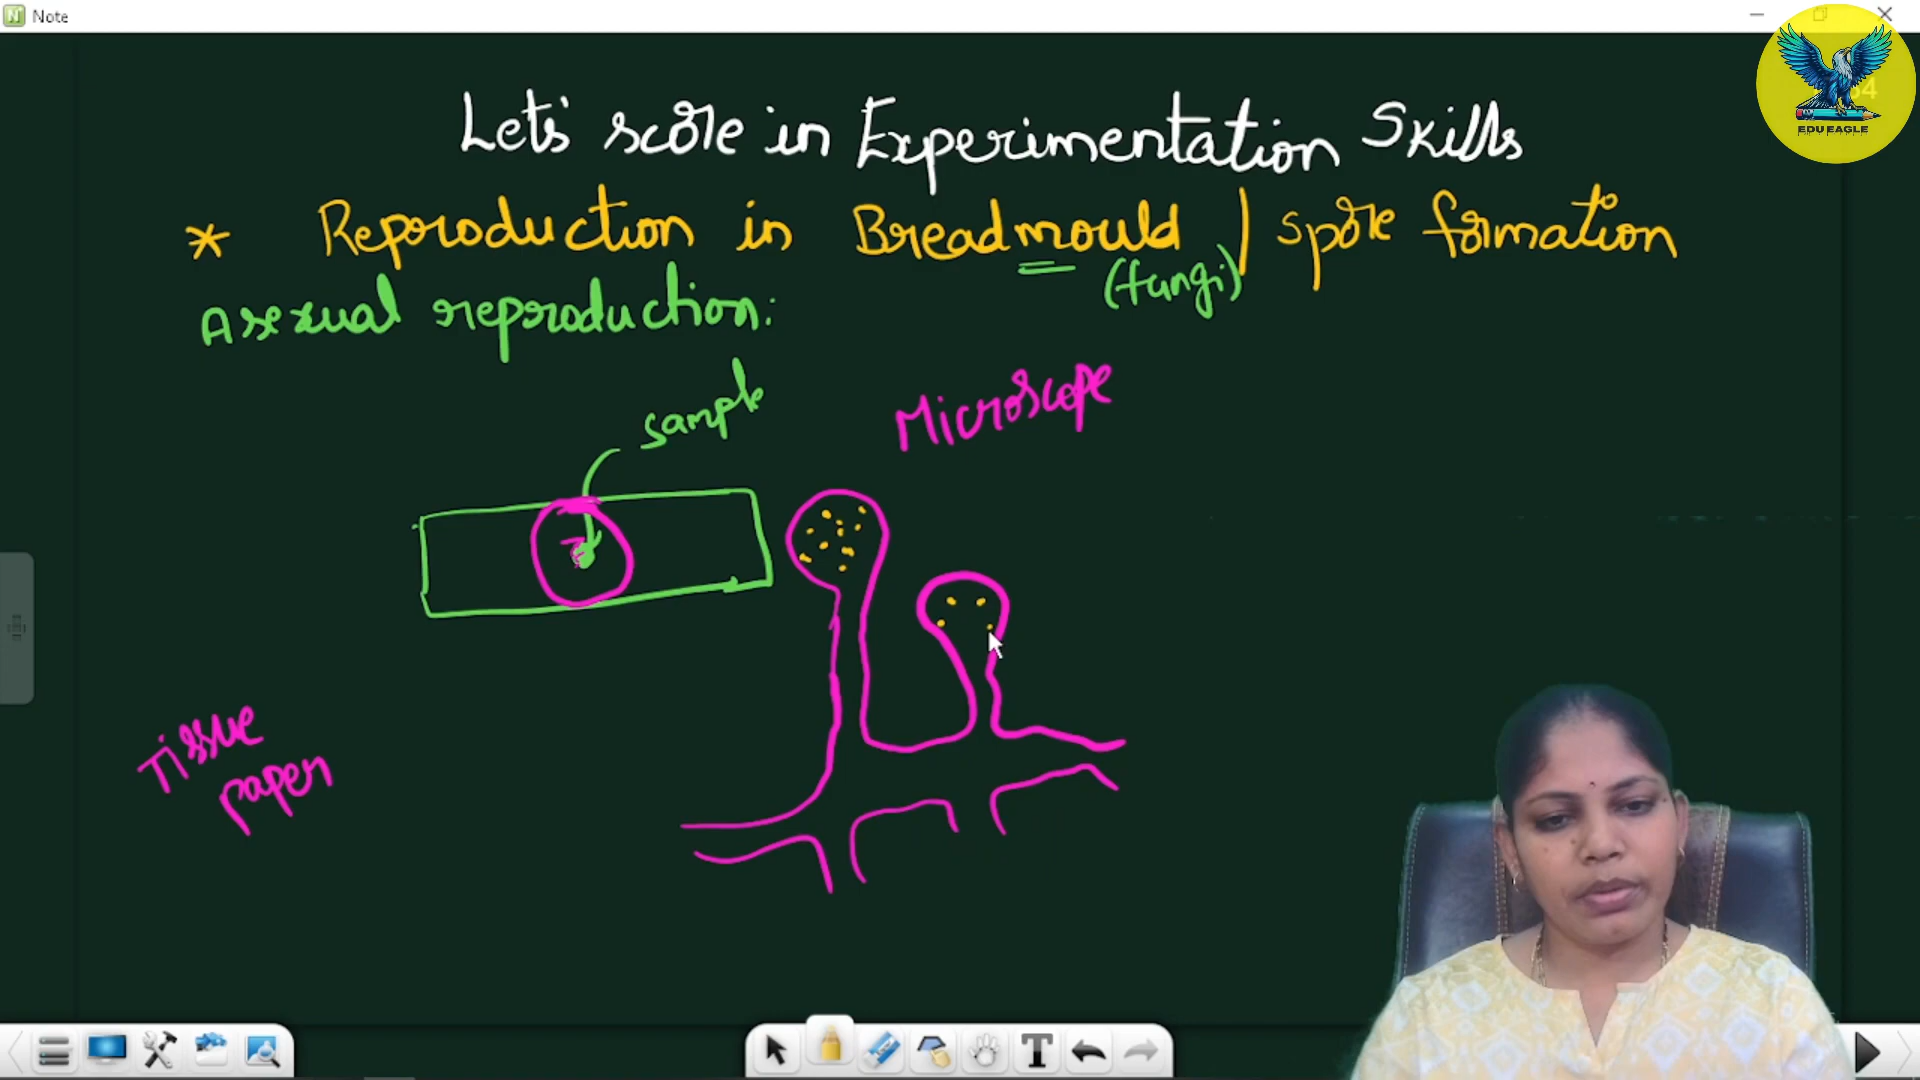 Note
Let's score in Experimentation Skills
EDU EAGLE
* Reproduction in Breadmould / Spore formation
(fungi)
Asexual reproduction:
sample
Microscope
Tissue
paper
T